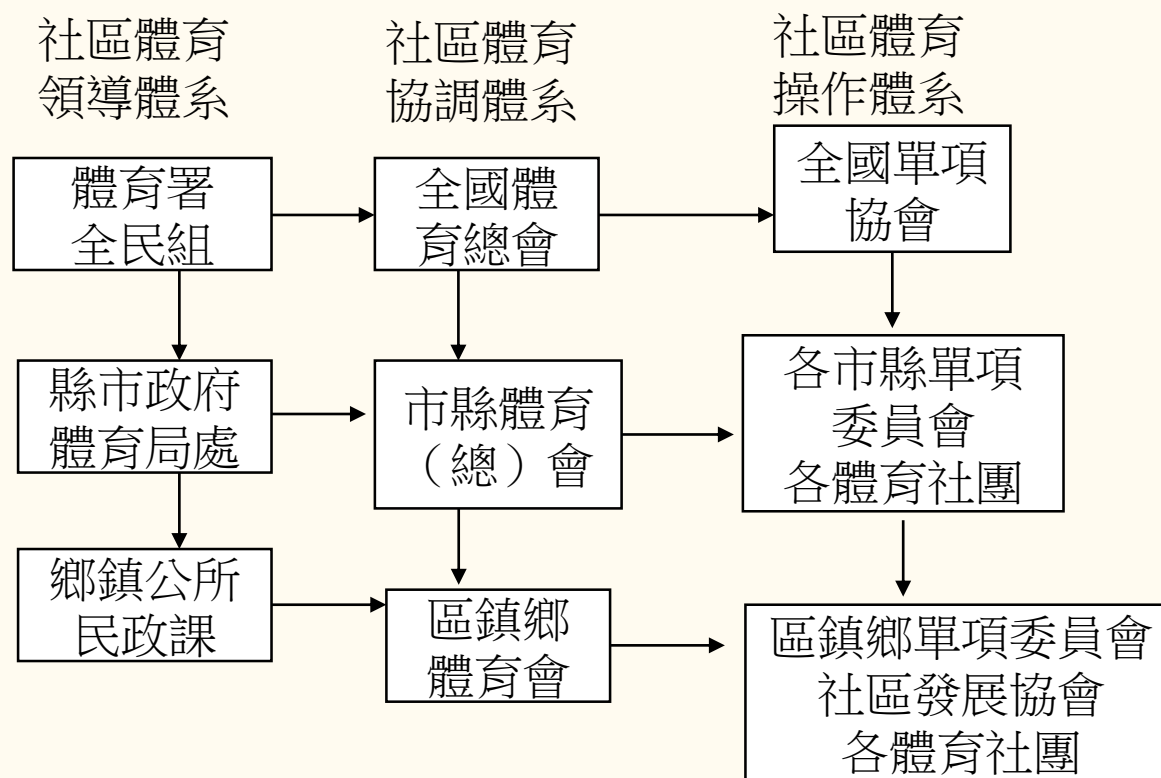 社區體育
領導體系
社區體育
協調體系
社區體育
操作體系
體育署
全民組
全國體
育總會
全國單項
協會
縣市政府
體育局處
市縣體育
（總）會
各市縣單項
委員會
各體育社團
鄉鎮公所
民政課
區鎮鄉
體育會
區鎮鄉單項委員會
社區發展協會
各體育社團